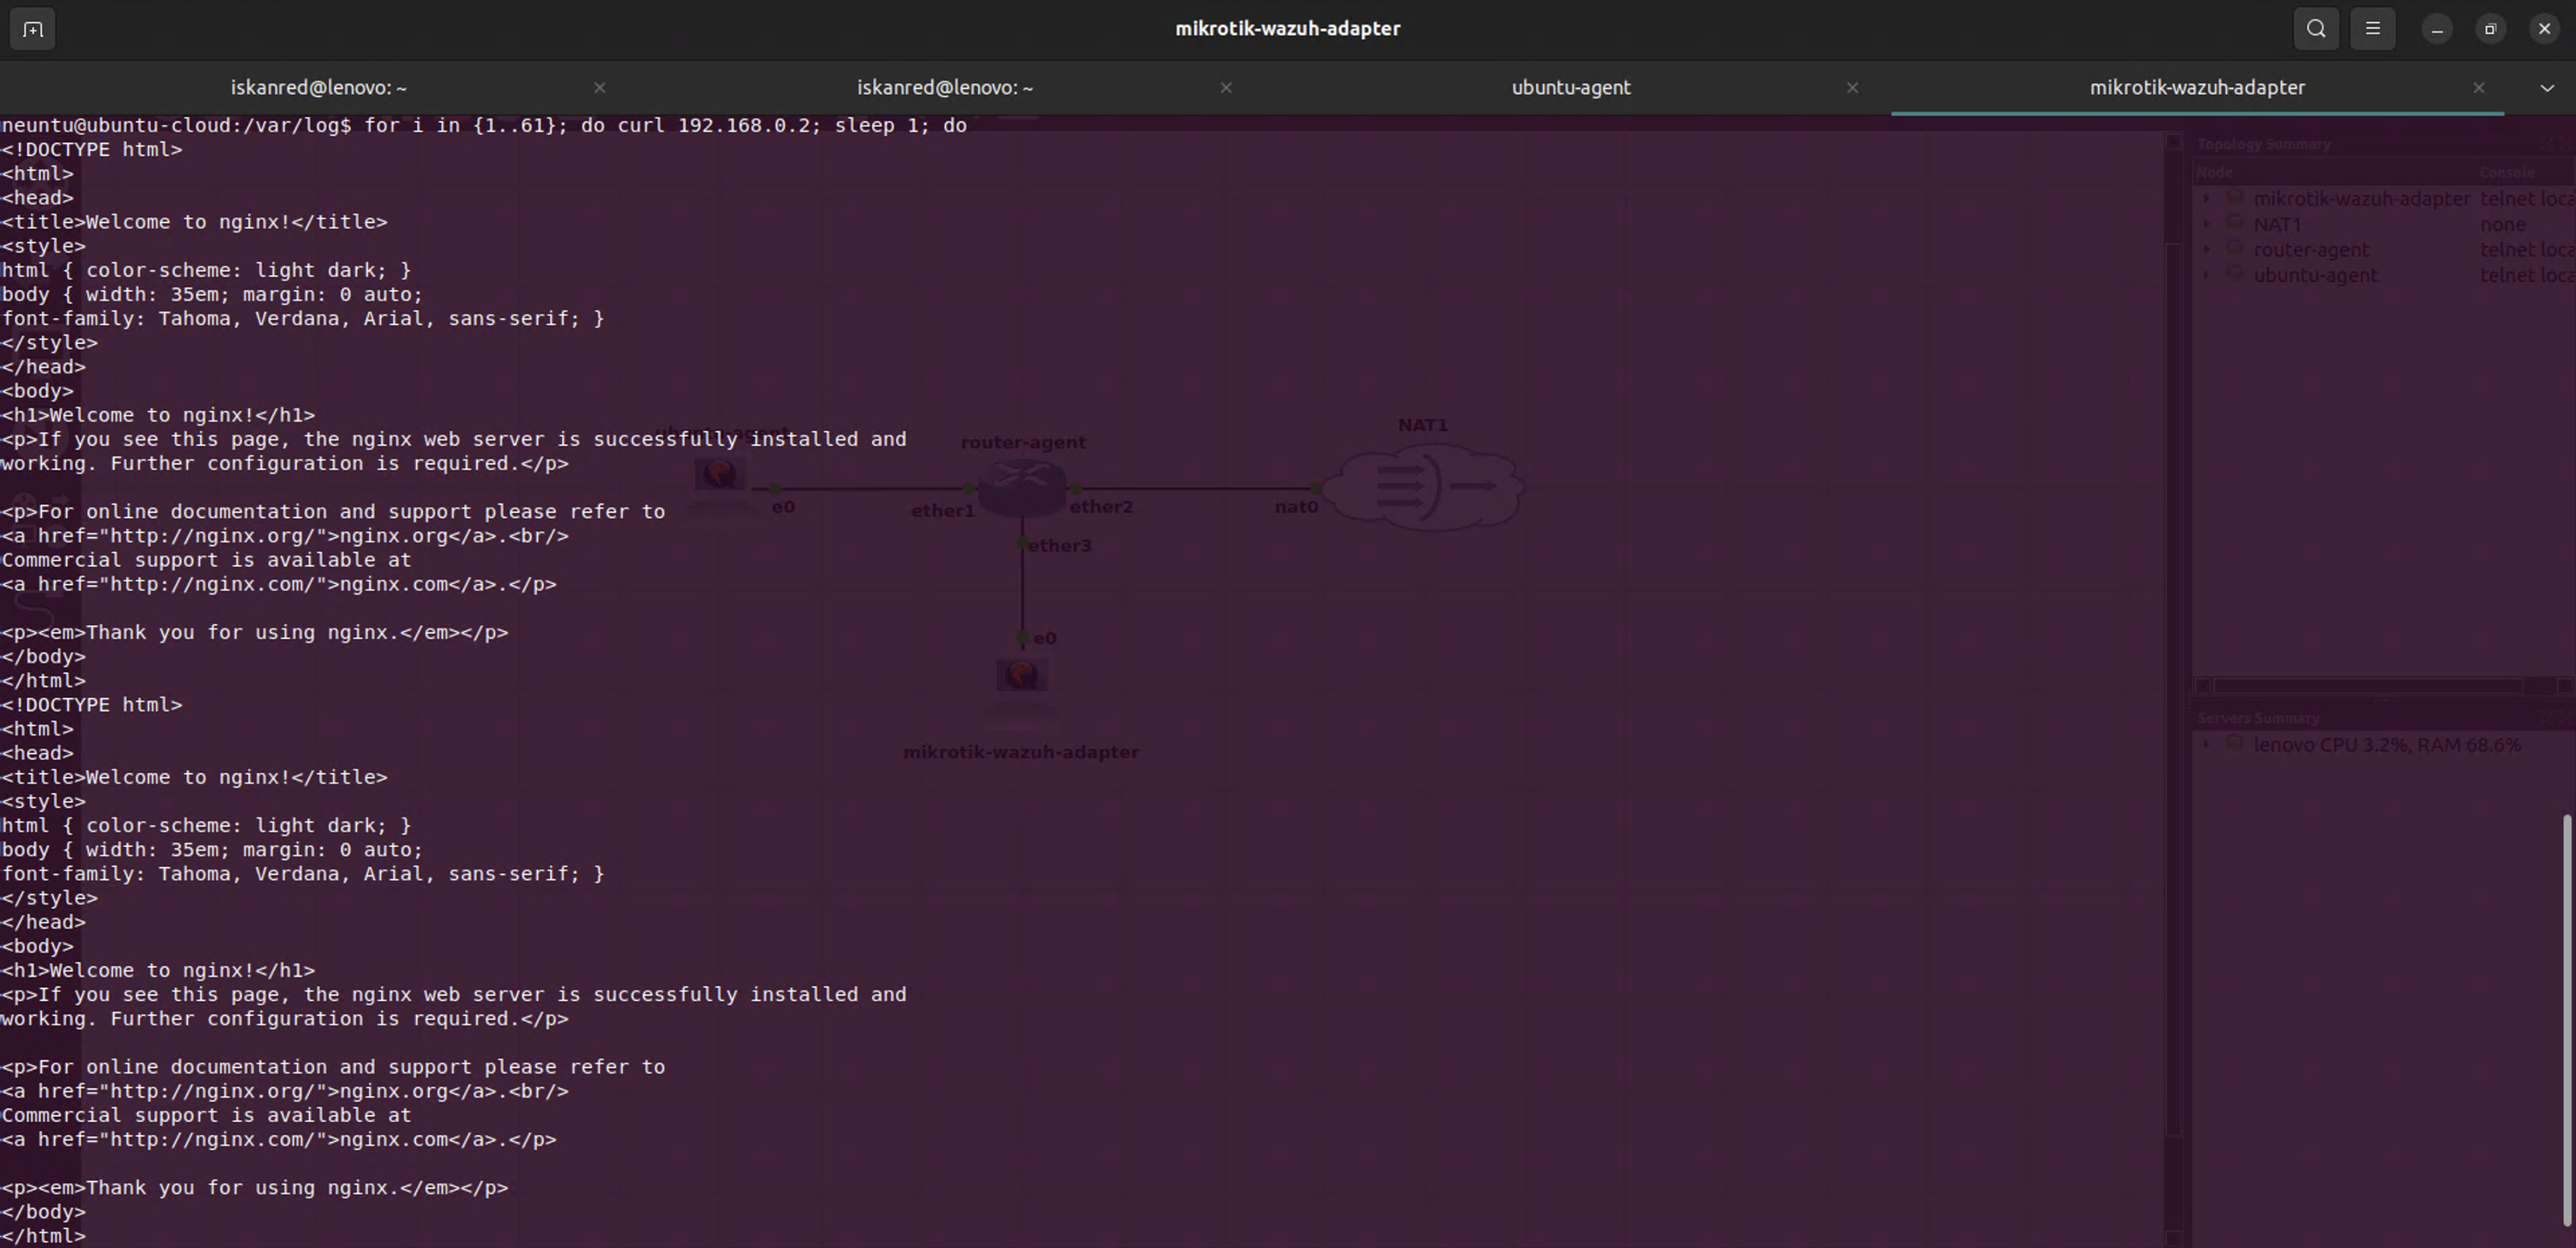 mikrotik-wazuh-adapter
iskanred@lenovo: ~
iskanred@lenovo: ~
ubuntu-agent
mikrotik-wazuh-adapter
neuntu@ubuntu-cloud:/var/log$ for i in {1..61}; do curl 192.168.0.2; sleep 1; do
<!DOCTYPE html>
<html>
<head>
<title>Welcome to nginx!</title>
<style>
html { color-scheme: light dark; }
body { width: 35em; margin: 0 auto;
font-family: Tahoma, Verdana, Arial, sans-serif; }
</style>
</head>
<body>
<h1>Welcome to nginx!</h1>
<p>If you see this page, the nginx web server is successfully installed and
working. Further configuration is required.</p>
<p>For online documentation and support please refer to
<a href="http://nginx.org/">nginx.org</a>.<br/>
Commercial support is available at
<a href="http://nginx.com/">nginx.com</a>.</p>
<p><em>Thank you for using nginx.</em></p>
</body>
</html>
<!DOCTYPE html>
<html>
<head>
<title>Welcome to nginx!</title>
<style>
html { color-scheme: light dark; }
body { width: 35em; margin: 0 auto;
font-family: Tahoma, Verdana, Arial, sans-serif; }
</style>
</head>
<body>
<h1>Welcome to nginx!</h1>
<p>If you see this page, the nginx web server is successfully installed and
working. Further configuration is required.</p>
<p>For online documentation and support please refer to
<a href="http://nginx.org/">nginx.org</a>.<br/>
Commercial support is available at
<a href="http://nginx.com/">nginx.com</a>.</p>
<p><em>Thank you for using nginx.</em></p>
</body>
</html>
ubuntu-agent
e0
router-agent
ether1
ether2
ether3
NAT1
nat0
e0
mikrotik-wazuh-adapter
Topology Summary
Node Console
mikrotik-wazuh-adapter telnet loca
NAT1 none
router-agent telnet loca
ubuntu-agent telnet loca
Servers Summary
lenovo CPU 3.2%, RAM 68.6%